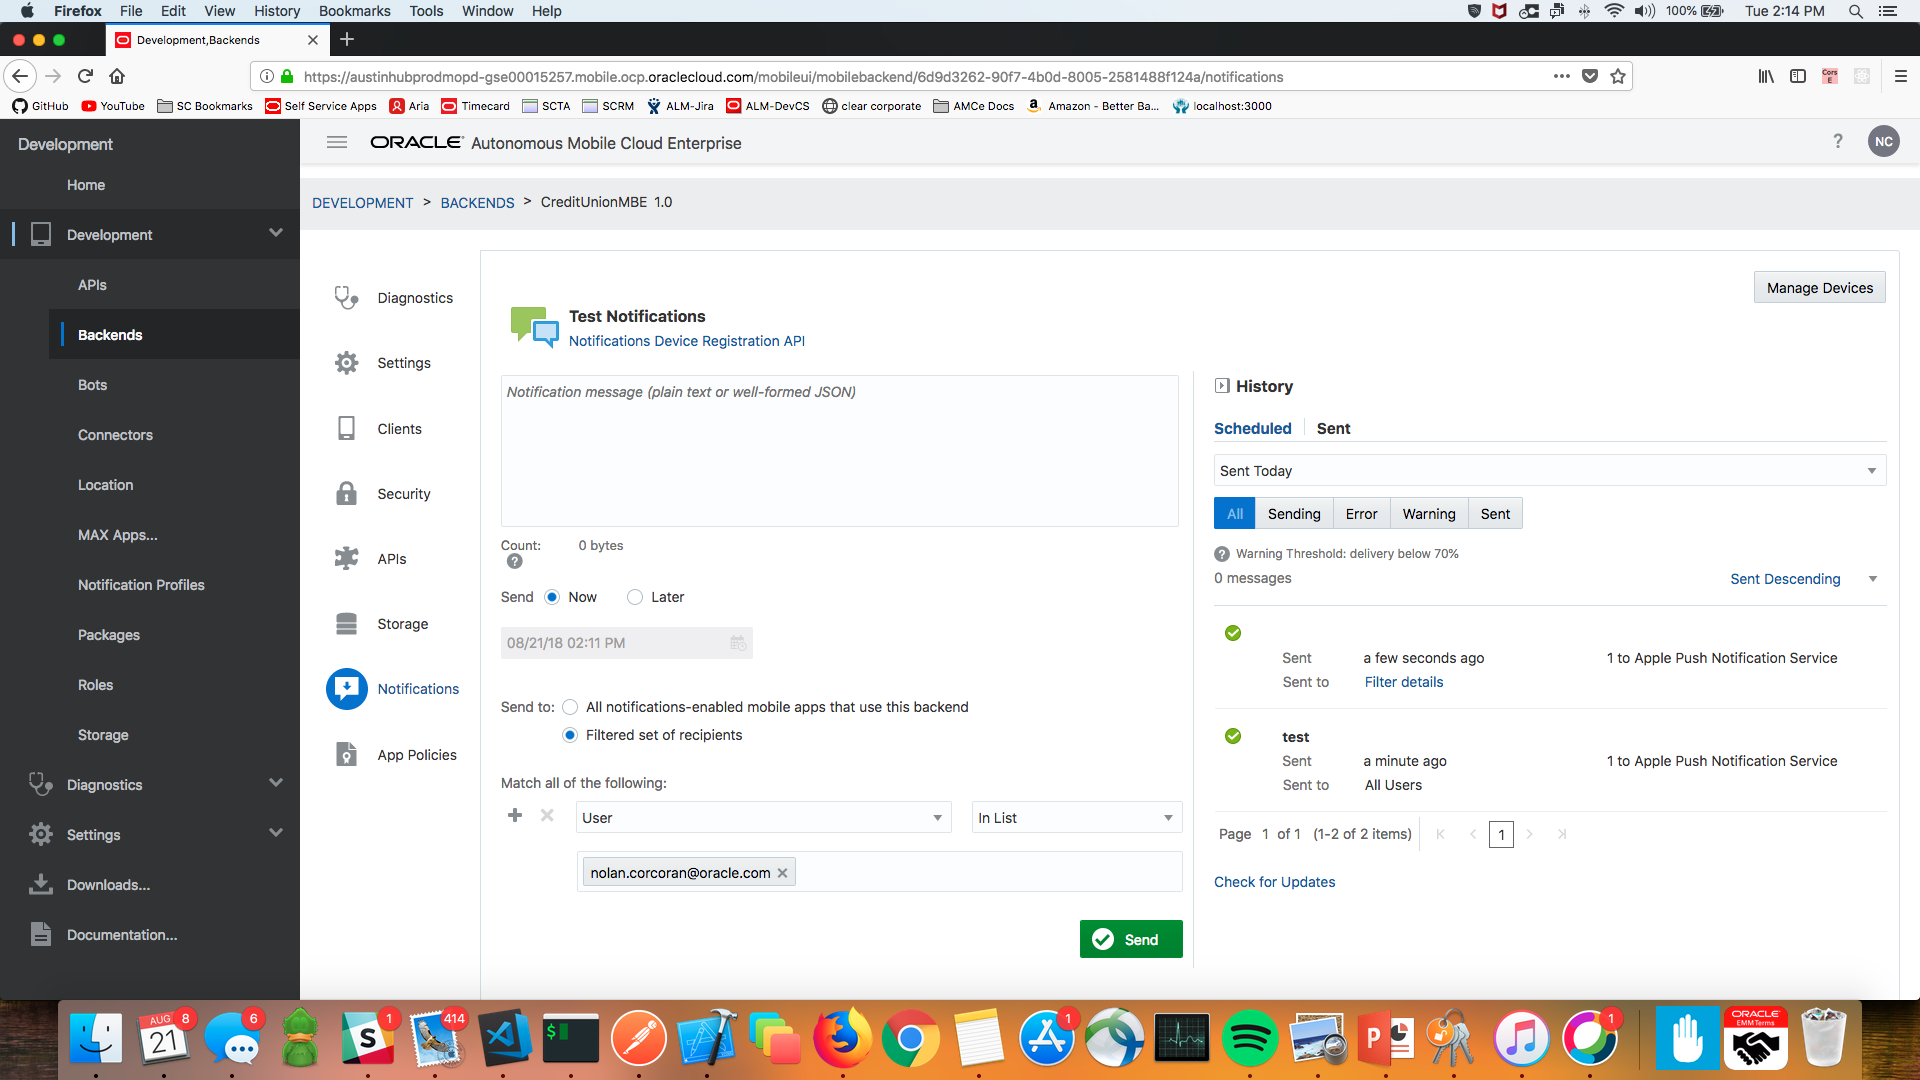 Firefox File Edit View History Bookmarks Tools Window Help 100% Tue 2:14 PM
Development,Backends
https://austinhubprodmopd-gse00015257.mobile.ocp.oraclecloud.com/mobileui/mobilebackend/6d9d3262-90f7-4b0d-8005-2581488f124a/notifications
GitHub YouTube SC Bookmarks Self Service Apps Aria Timecard SCTA SCRM ALM-Jira ALM-DevCS clear corporate AMCe Docs Amazon - Better Ba... localhost:3000
Development
Home
Development
APIs
Backends
Bots
Connectors
Location
MAX Apps...
Notification Profiles
Packages
Roles
Storage
Diagnostics
Settings
Downloads...
Documentation...
ORACLE Autonomous Mobile Cloud Enterprise
? NC
DEVELOPMENT > BACKENDS > CreditUnionMBE 1.0
Diagnostics
Settings
Clients
Security
APIs
Storage
Notifications
App Policies
Manage Devices
Test Notifications
Notifications Device Registration API
Notification message (plain text or well-formed JSON)
Count: 0 bytes
?
Send Now Later
08/21/18 02:11 PM
Send to: All notifications-enabled mobile apps that use this backend
Filtered set of recipients
Match all of the following:
User In List
nolan.corcoran@oracle.com
Send
History
Scheduled Sent
Sent Today
All Sending Error Warning Sent
? Warning Threshold: delivery below 70%
0 messages Sent Descending
Sent a few seconds ago 1 to Apple Push Notification Service
Sent to Filter details
test
Sent a minute ago 1 to Apple Push Notification Service
Sent to All Users
Page 1 of 1 (1-2 of 2 items) 1
Check for Updates
AUG 21 8
6
S 1
414
$
1
P
1
ORACLE
EMMTerms